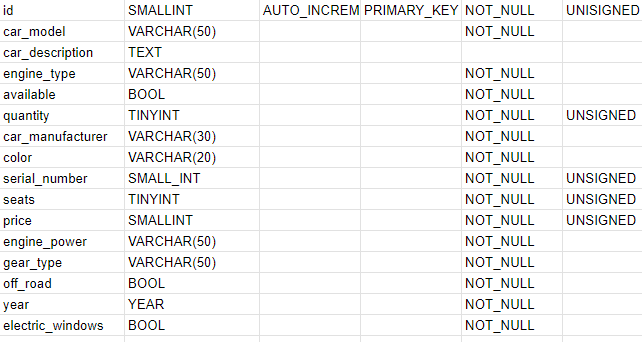 id SMALLINT AUTO_INCREM PRIMARY_KEY NOT_NULL UNISIGNED
car_model VARCHAR(50) NOT_NULL
car_description TEXT
engine_type VARCHAR(50) NOT_NULL
available BOOL NOT_NULL
quantity TINYINT NOT_NULL UNSIGNED
car_manufacturer VARCHAR(30) NOT_NULL
color VARCHAR(20) NOT_NULL
serial_number SMALL_INT NOT_NULL UNSIGNED
seats TINYINT NOT_NULL UNSIGNED
price SMALLINT NOT_NULL UNSIGNED
engine_power VARCHAR(50) NOT_NULL
gear_type VARCHAR(50) NOT_NULL
off_road BOOL NOT_NULL
year YEAR NOT_NULL
electric_windows BOOL NOT_NULL